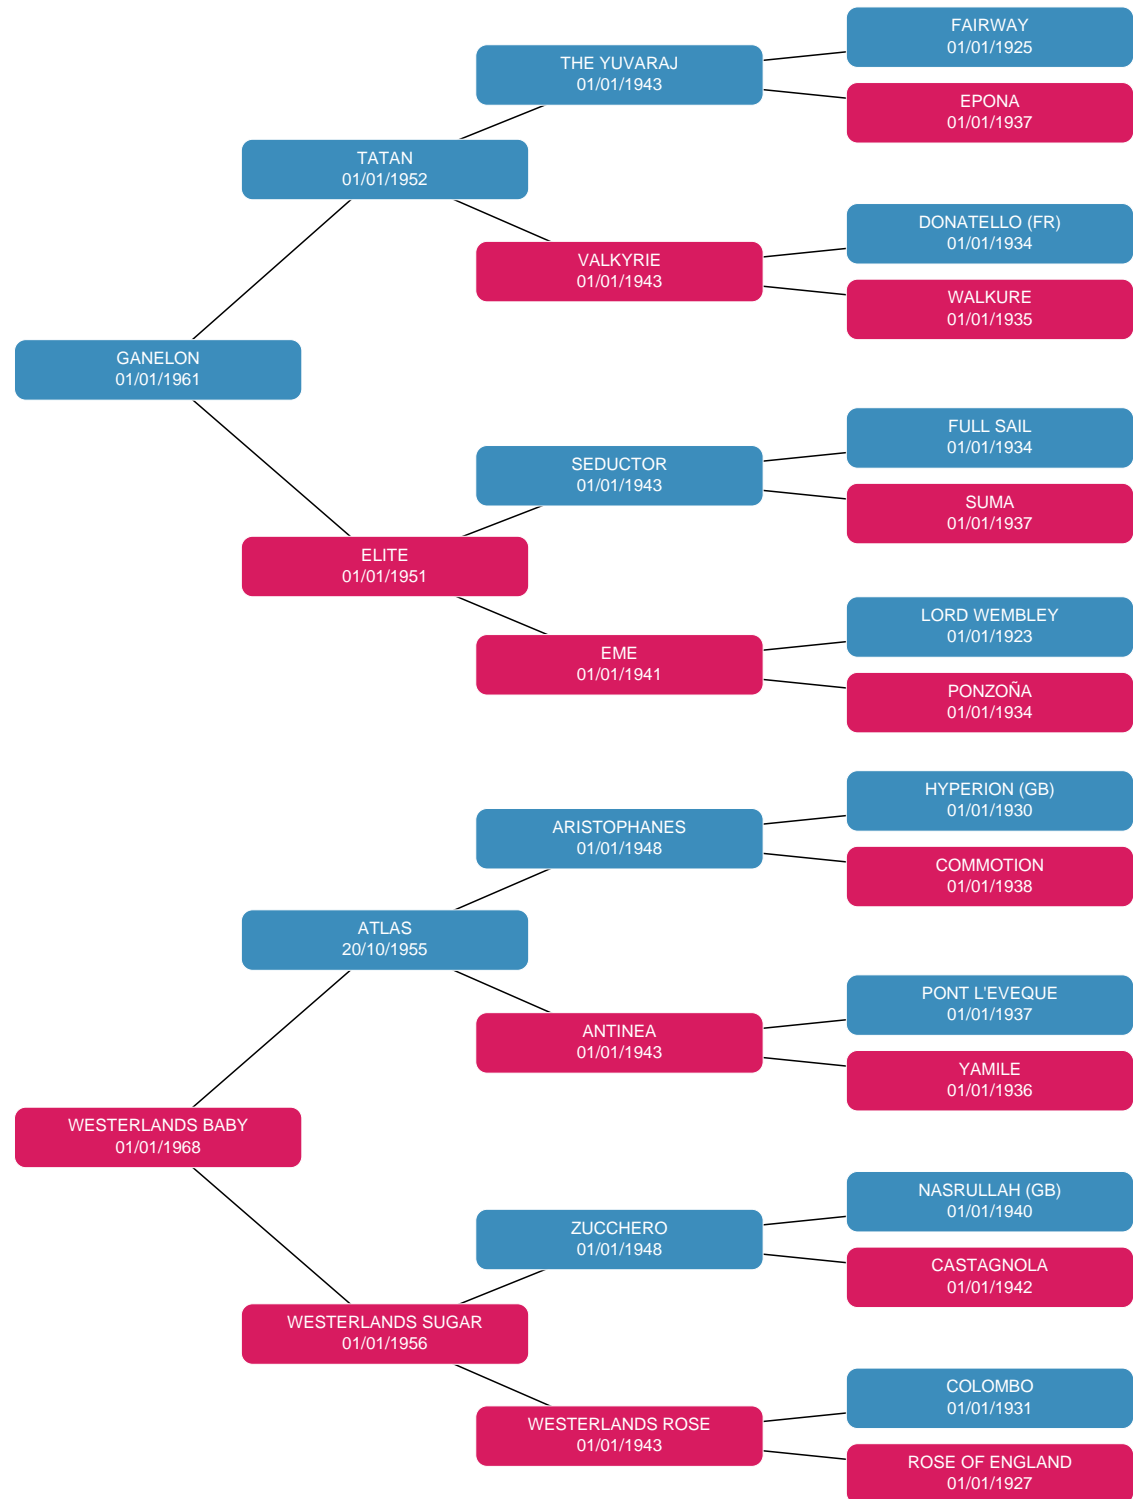 FAIRWAY
01/01/1925
THE YUVARAJ
01/01/1943
EPONA
01/01/1937
TATAN
01/01/1952
DONATELLO (FR)
01/01/1934
VALKYRIE
01/01/1943
WALKURE
01/01/1935
GANELON
01/01/1961
FULL SAIL
01/01/1934
SEDUCTOR
01/01/1943
SUMA
01/01/1937
ELITE
01/01/1951
LORD WEMBLEY
01/01/1923
EME
01/01/1941
PONZOÑA
01/01/1934
HYPERION (GB)
01/01/1930
ARISTOPHANES
01/01/1948
COMMOTION
01/01/1938
ATLAS
20/10/1955
PONT L'EVEQUE
01/01/1937
ANTINEA
01/01/1943
YAMILE
01/01/1936
WESTERLANDS BABY
01/01/1968
NASRULLAH (GB)
01/01/1940
ZUCCHERO
01/01/1948
CASTAGNOLA
01/01/1942
WESTERLANDS SUGAR
01/01/1956
COLOMBO
01/01/1931
WESTERLANDS ROSE
01/01/1943
ROSE OF ENGLAND
01/01/1927